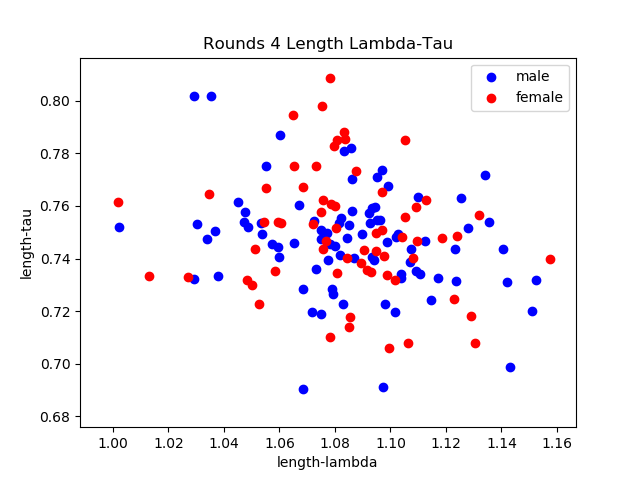 Rounds 4 Length Lambda-Tau
male
female
0.80
0.78
0.76
0.74
0.72
0.70
0.68
length-tau
1.00 1.02 1.04 1.06 1.08 1.10 1.12 1.14 1.16
length-lambda